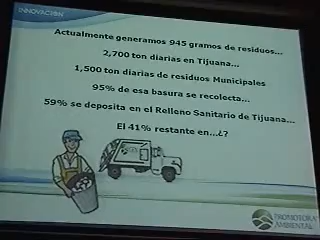 INNOVACIÓN
Actualmente generamos 945 gramos de residuos...
2,700 ton diarias en Tijuana...
1,500 ton diarias de residuos Municipales
95% de esa basura se recolecta...
59% se deposita en el Relleno Sanitario de Tijuana...
El 41% restante en...¿?
PROMOTORA
AMBIENTAL